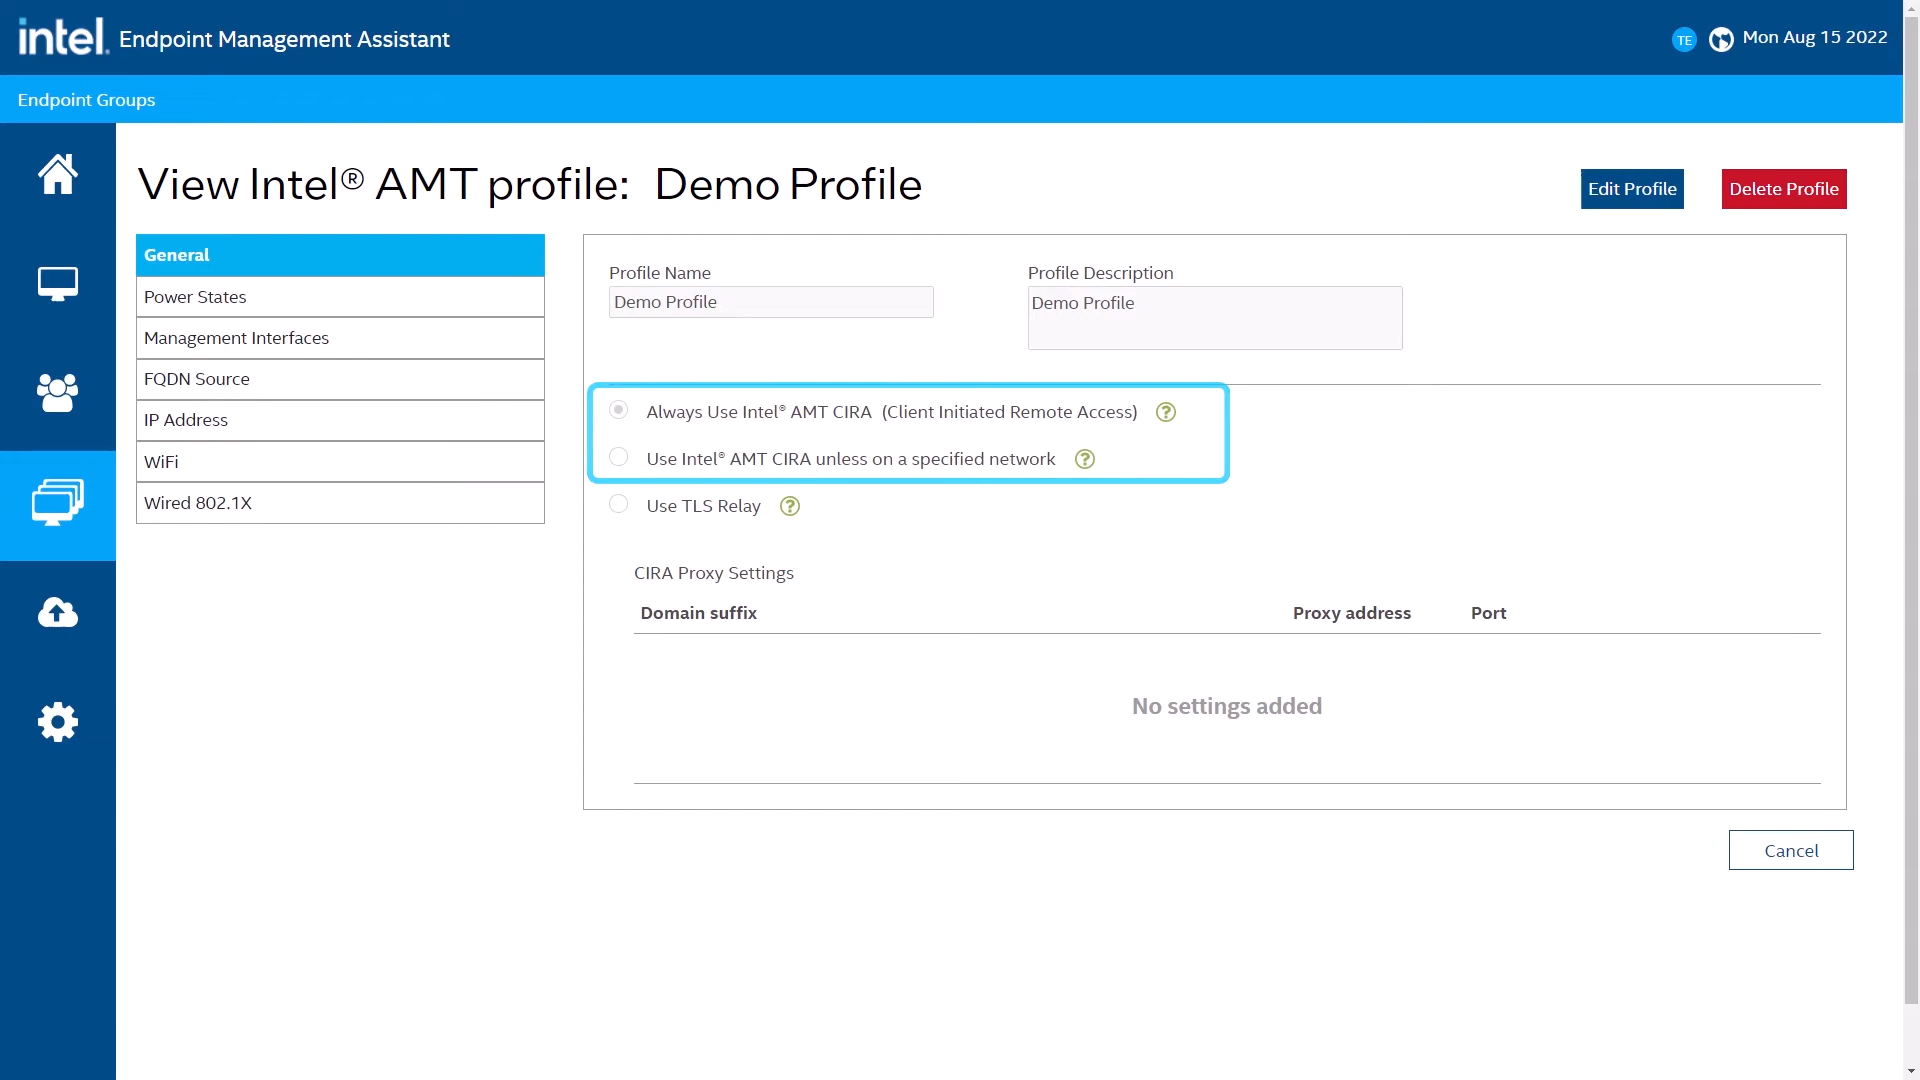 intel. Endpoint Management Assistant
TE Mon Aug 15 2022
Endpoint Groups
View Intel® AMT profile: Demo Profile
Edit Profile
Delete Profile
General
Power States
Management Interfaces
FQDN Source
IP Address
WiFi
Wired 802.1X
Profile Name
Demo Profile
Profile Description
Demo Profile
Always Use Intel® AMT CIRA (Client Initiated Remote Access) ?
Use Intel® AMT CIRA unless on a specified network ?
Use TLS Relay ?
CIRA Proxy Settings
Domain suffix Proxy address Port
No settings added
Cancel